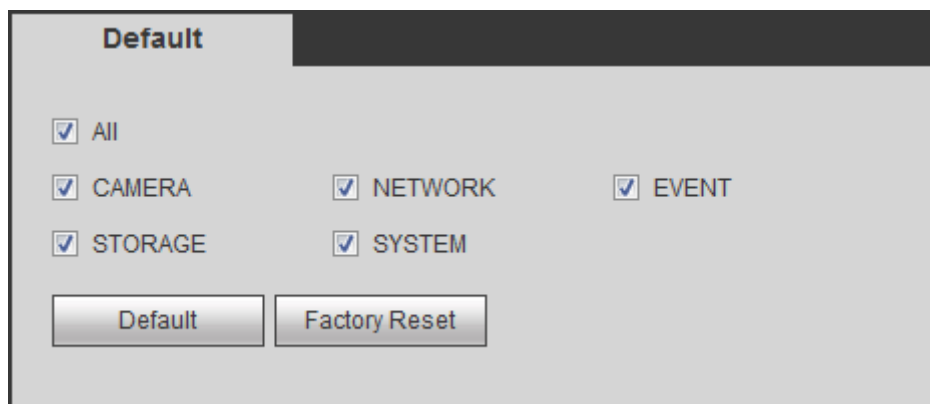 Default
All
CAMERA NETWORK EVENT
STORAGE SYSTEM
Default Factory Reset